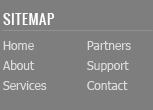 SITEMAP
Home
Partners
About
Support
Services
Contact